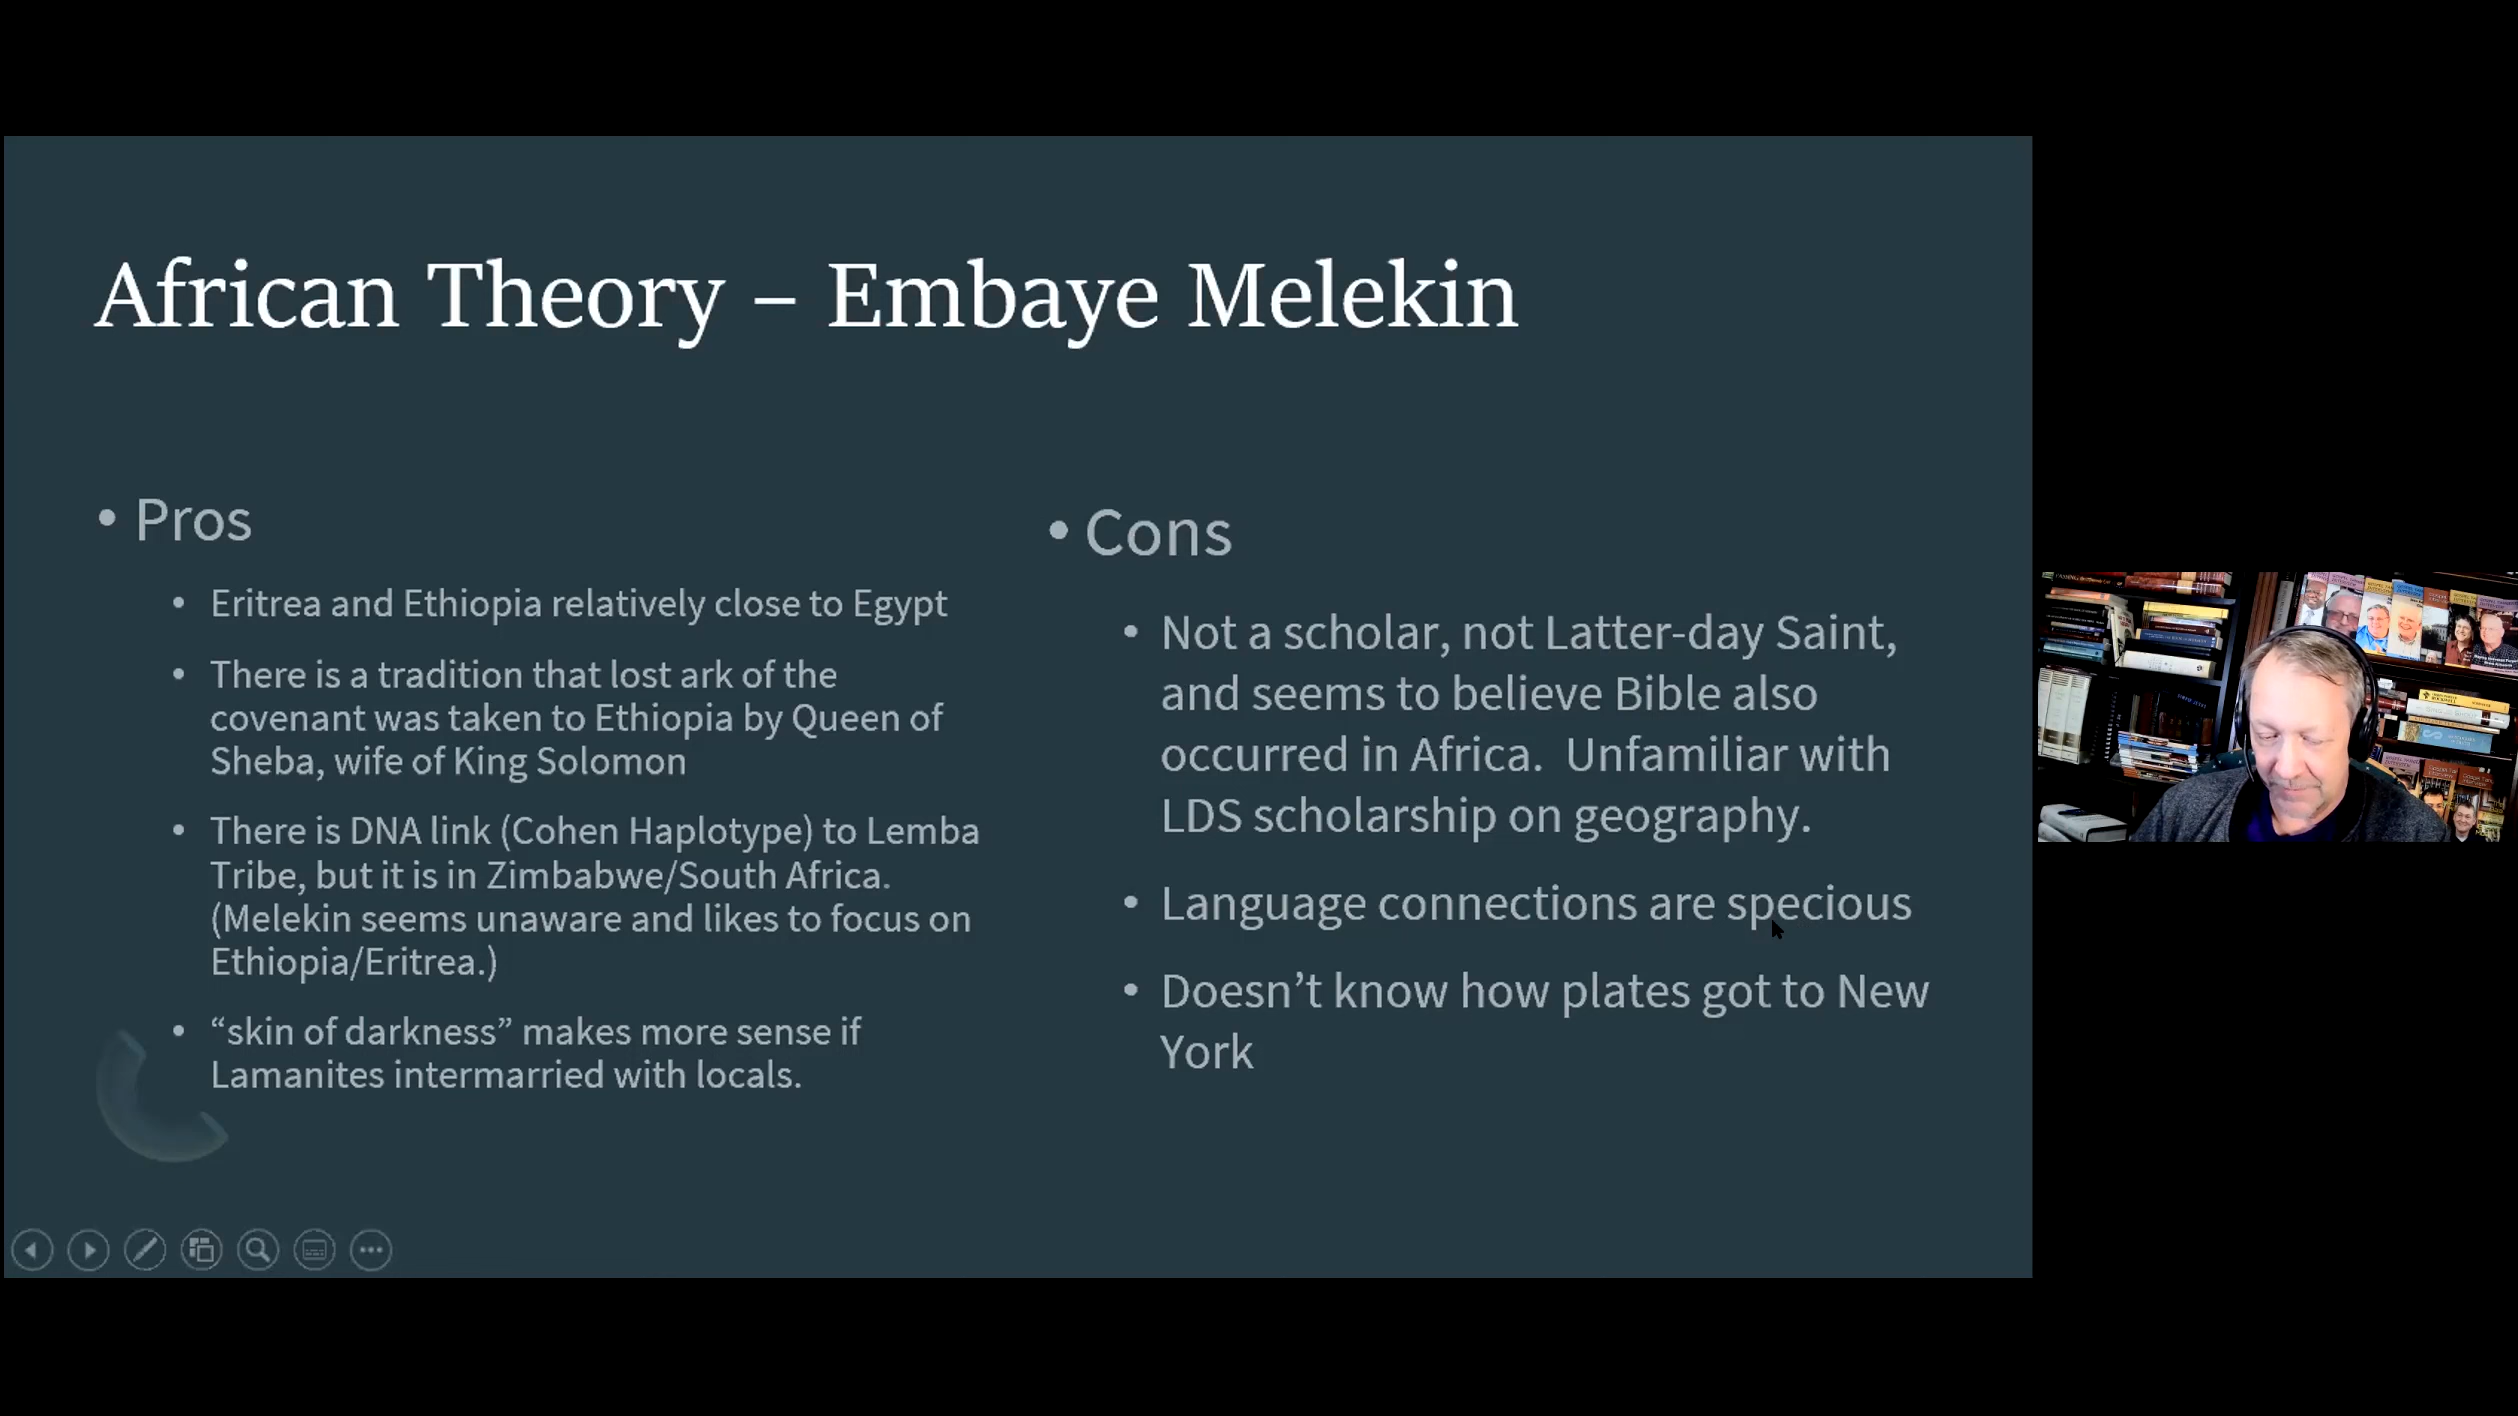 African Theory – Embaye Melekin
• Pros
• Eritrea and Ethiopia relatively close to Egypt
• There is a tradition that lost ark of the
covenant was taken to Ethiopia by Queen of
Sheba, wife of King Solomon
• There is DNA link (Cohen Haplotype) to Lemba
Tribe, but it is in Zimbabwe/South Africa.
(Melekin seems unaware and likes to focus on
Ethiopia/Eritrea.)
• “skin of darkness” makes more sense if
Lamanites intermarried with locals.
• Cons
• Not a scholar, not Latter-day Saint,
and seems to believe Bible also
occurred in Africa.  Unfamiliar with
LDS scholarship on geography.
• Language connections are specious
• Doesn’t know how plates got to New
York